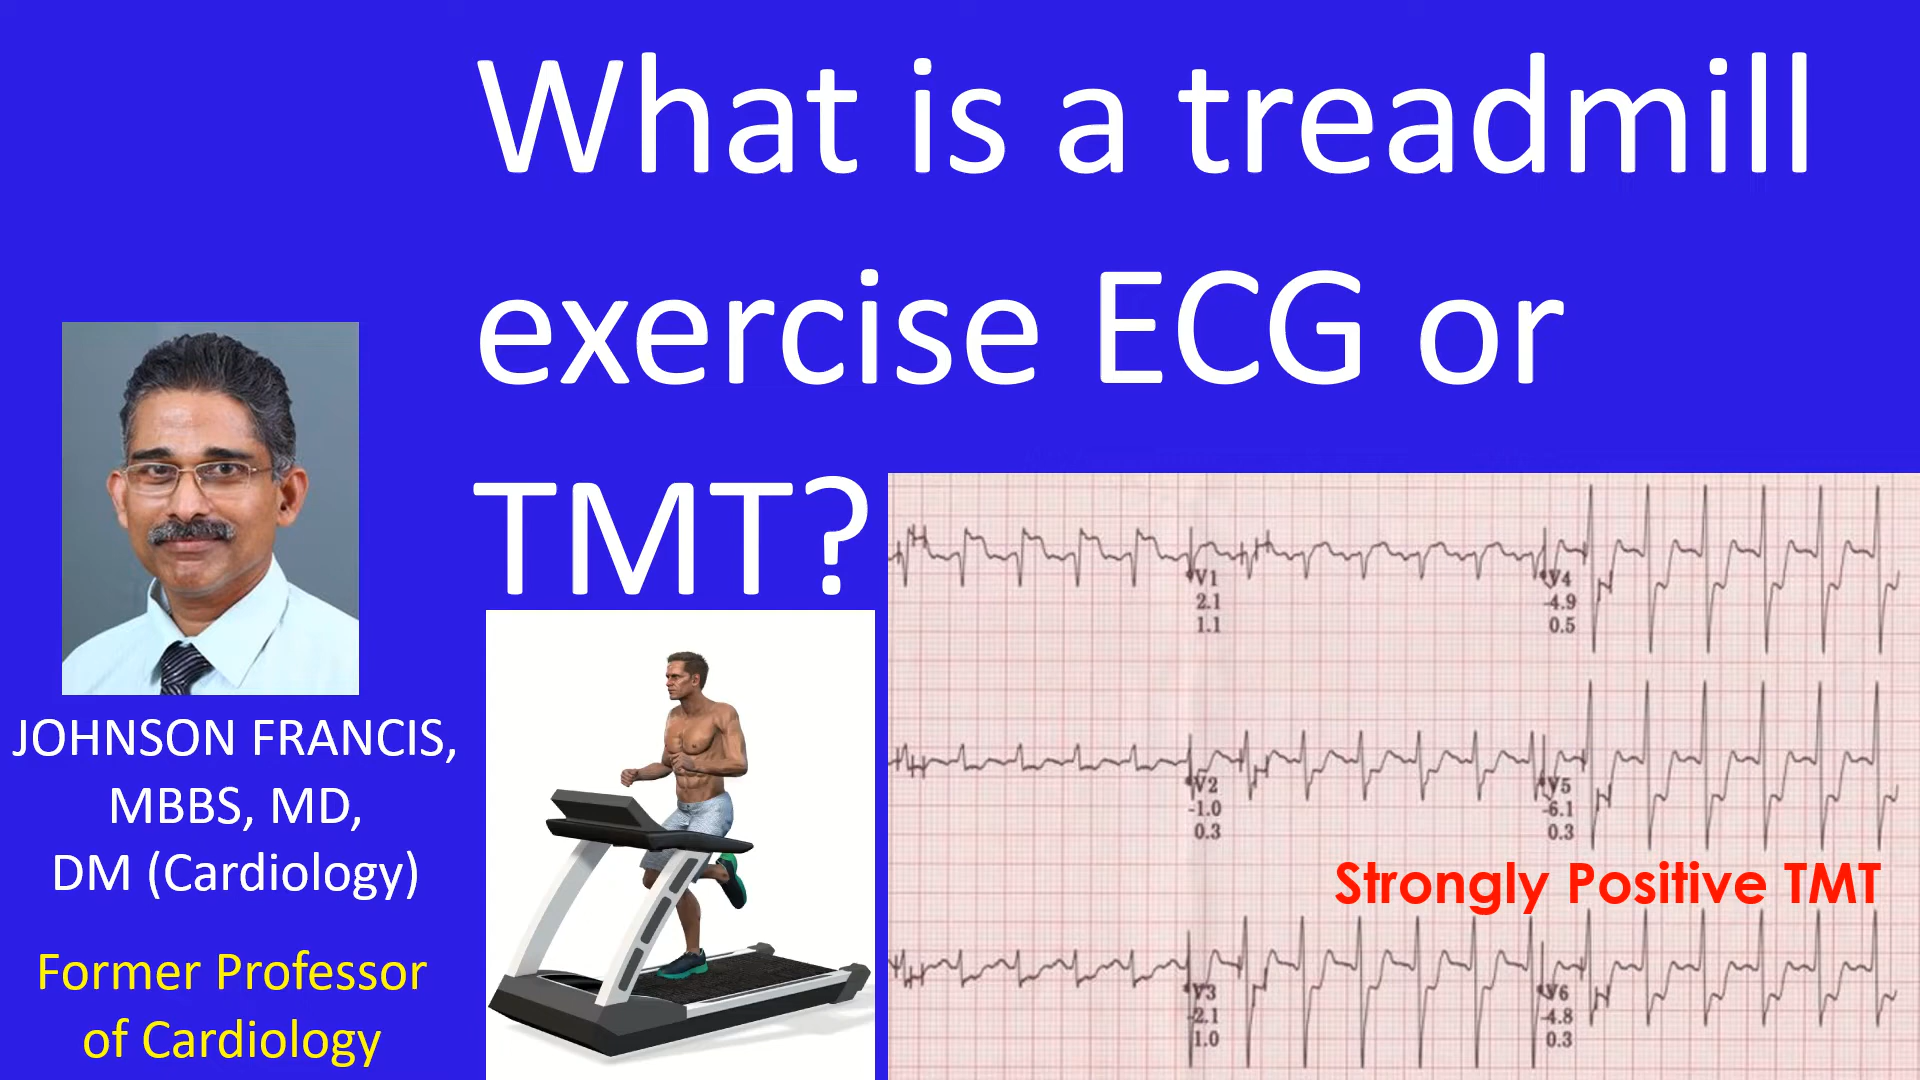 What is a treadmill
exercise ECG or
TMT?
JOHNSON FRANCIS,
MBBS, MD,
DM (Cardiology)
Former Professor
of Cardiology
V1
2.1
1.1
V4
-4.9
0.5
V2
-1.0
0.3
V5
-6.1
0.3
Strongly Positive TMT
V3
-2.1
1.0
V6
-4.8
0.3